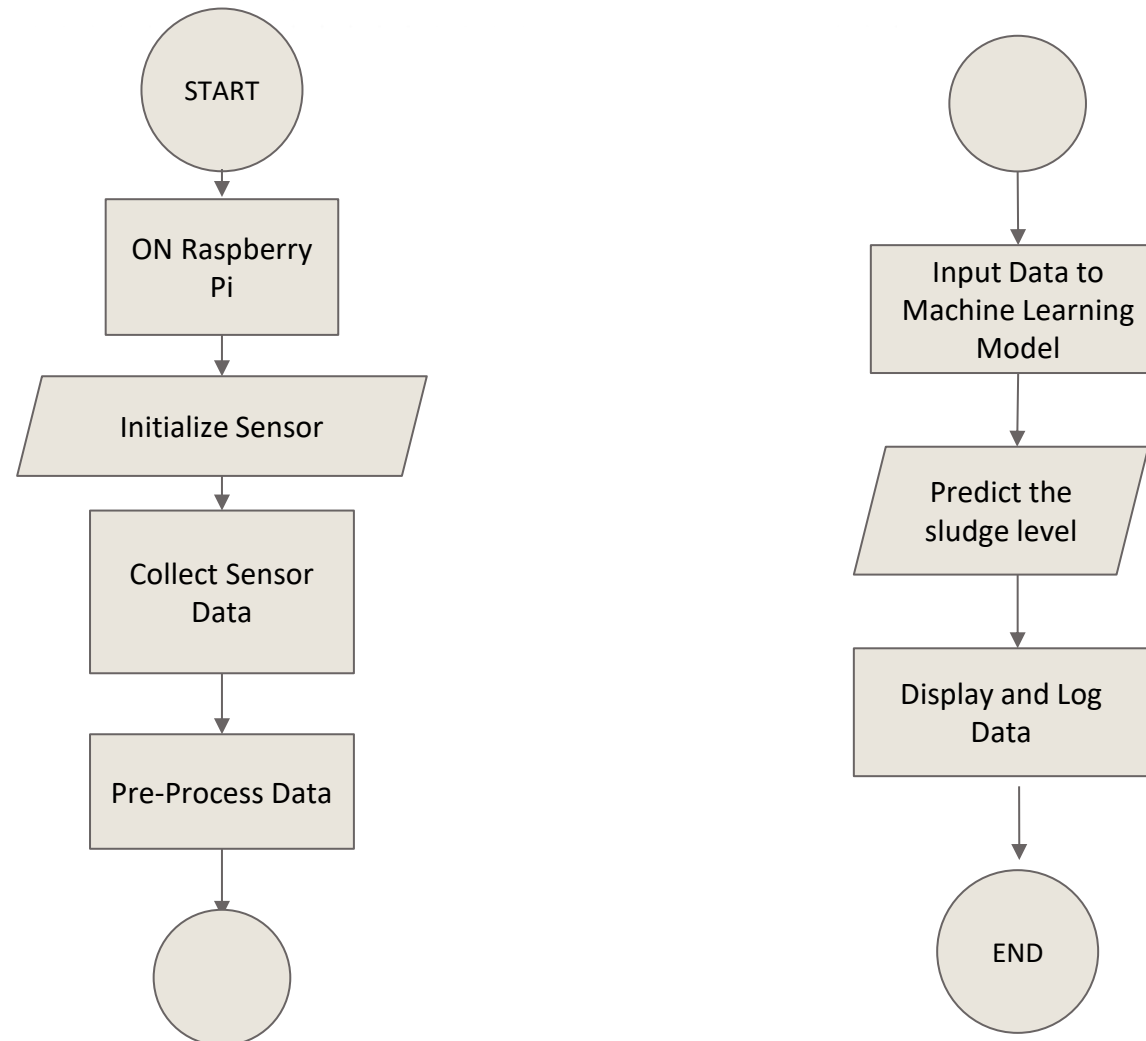 START
ON Raspberry
Pi
Initialize Sensor
Collect Sensor
Data
Pre-Process Data
Input Data to
Machine Learning
Model
Predict the
sludge level
Display and Log
Data
END